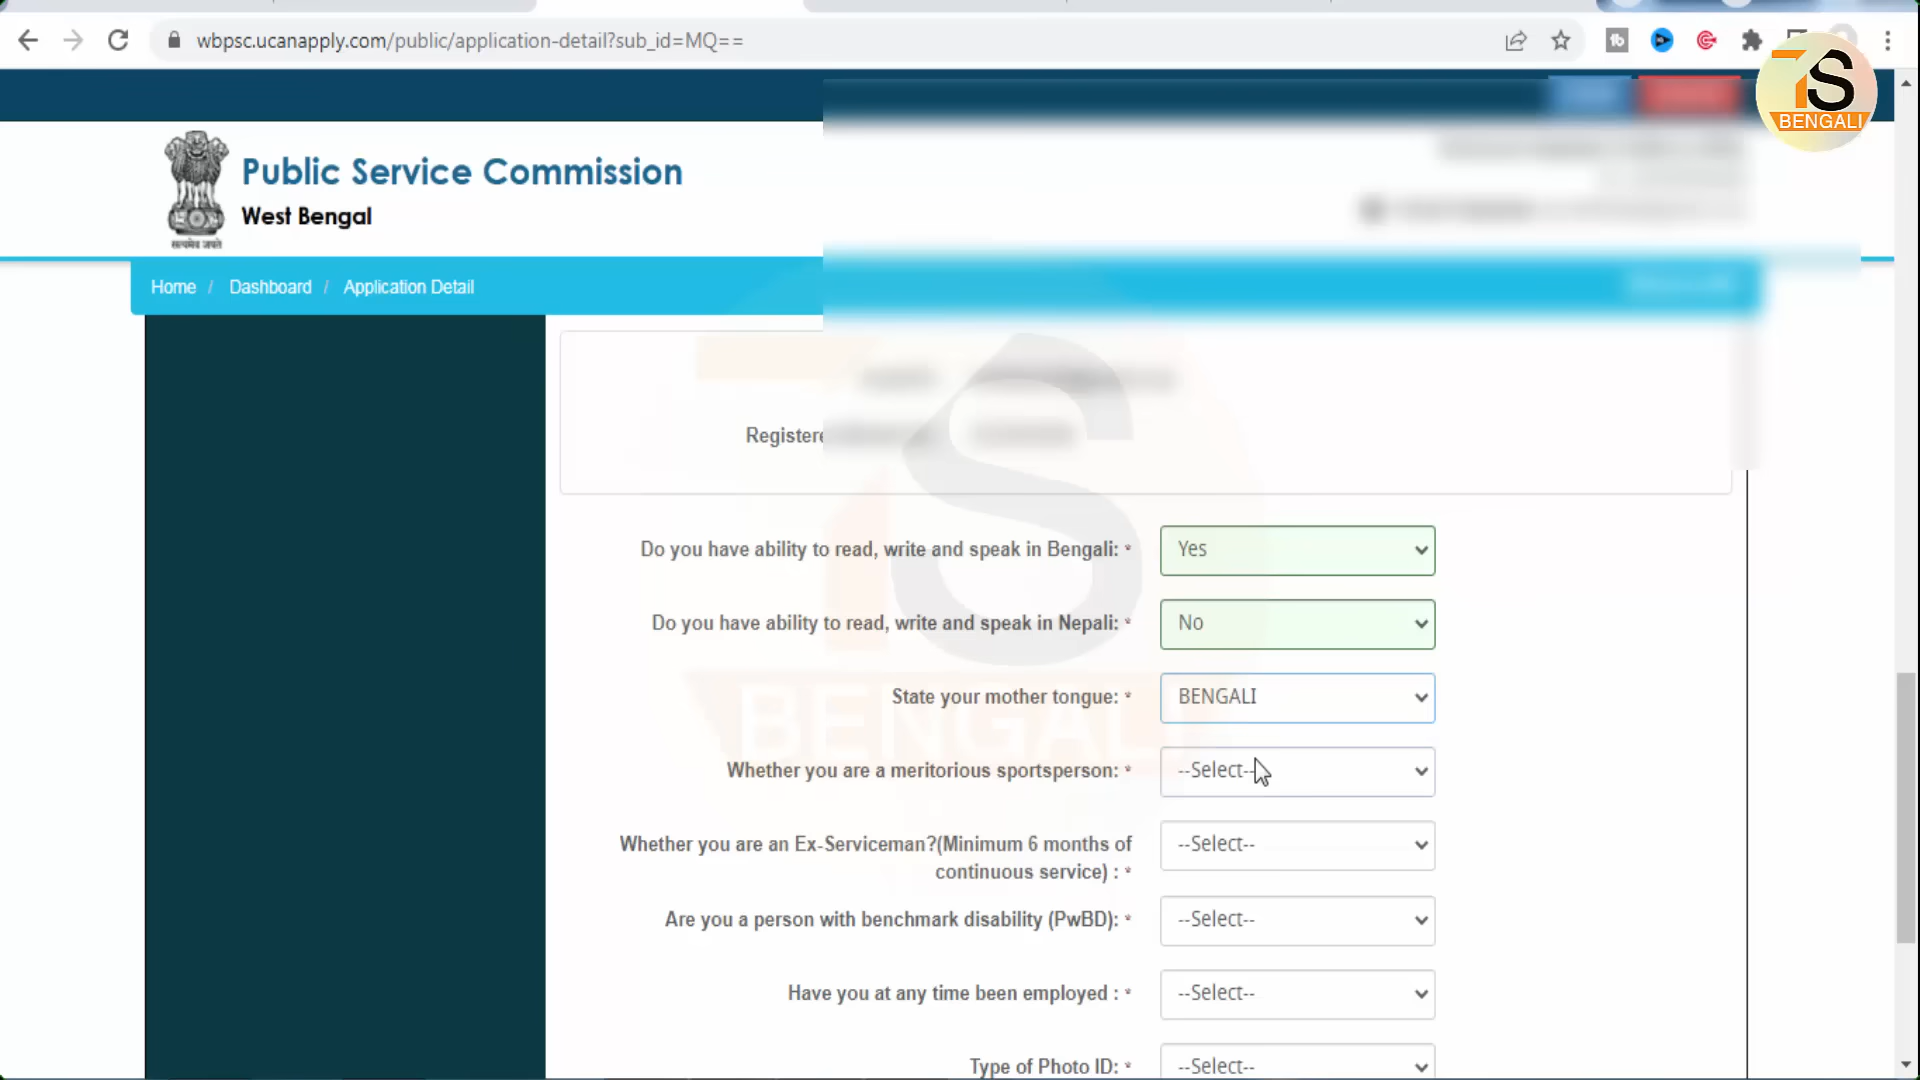 wbpsc.ucanapply.com/public/application-detail?sub_id=MQ==
S
BENGALI
Public Service Commission
West Bengal
सत्यमेव जयते
Home / Dashboard / Application Detail
Do you have ability to read, write and speak in Bengali: * Yes
Do you have ability to read, write and speak in Nepali: * No
State your mother tongue: * BENGALI
BENGALI
Whether you are a meritorious sportsperson: * --Select--
Whether you are an Ex-Serviceman?(Minimum 6 months of
continuous service) : * --Select--
Are you a person with benchmark disability (PwBD): * --Select--
Have you at any time been employed : * --Select--
Type of Photo ID: * --Select--